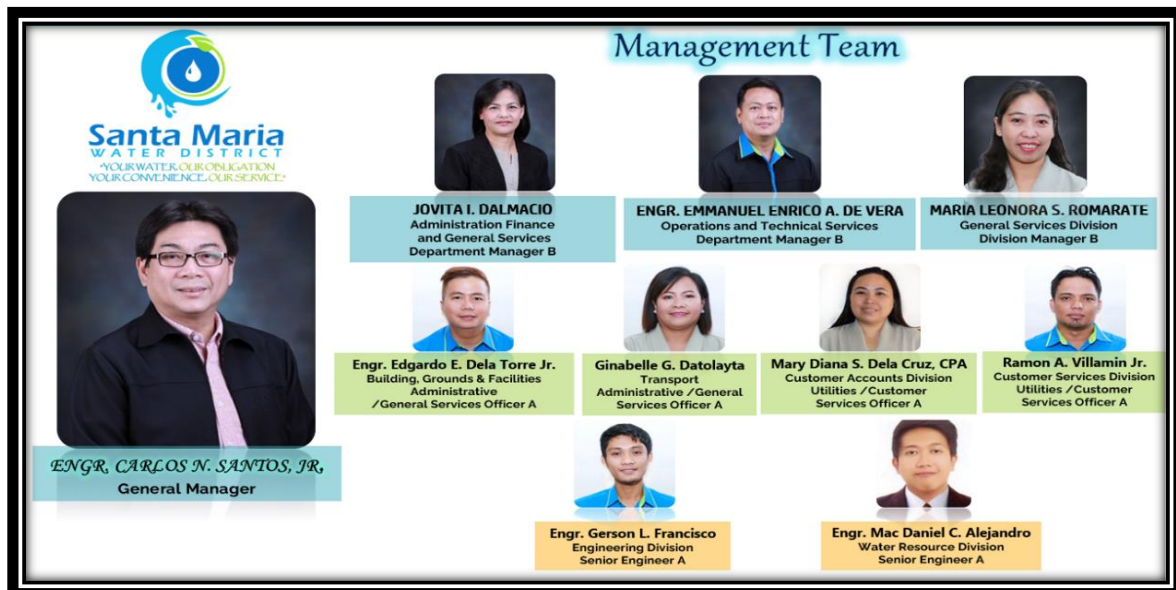 Management Team
Santa Maria
WATER DISTRICT
"YOUR WATER, OUR OBLIGATION
YOUR CONVENIENCE, OUR SERVICE"
JOVITA I. DALMACIO
Administration Finance
and General Services
Department Manager B
ENGR. EMMANUEL ENRICO A. DE VERA
Operations and Technical Services
Department Manager B
MARIA LEONORA S. ROMARATE
General Services Division
Division Manager B
ENGR. CARLOS N. SANTOS, JR,
General Manager
Engr. Edgardo E. Dela Torre Jr.
Building, Grounds & Facilities
Administrative
/General Services Officer A
Ginabelle G. Datolayta
Transport
Administrative /General
Services Officer A
Mary Diana S. Dela Cruz, CPA
Customer Accounts Division
Utilities /Customer
Services Officer A
Ramon A. Villamin Jr.
Customer Services Division
Utilities /Customer
Services Officer A
Engr. Gerson L. Francisco
Engineering Division
Senior Engineer A
Engr. Mac Daniel C. Alejandro
Water Resource Division
Senior Engineer A